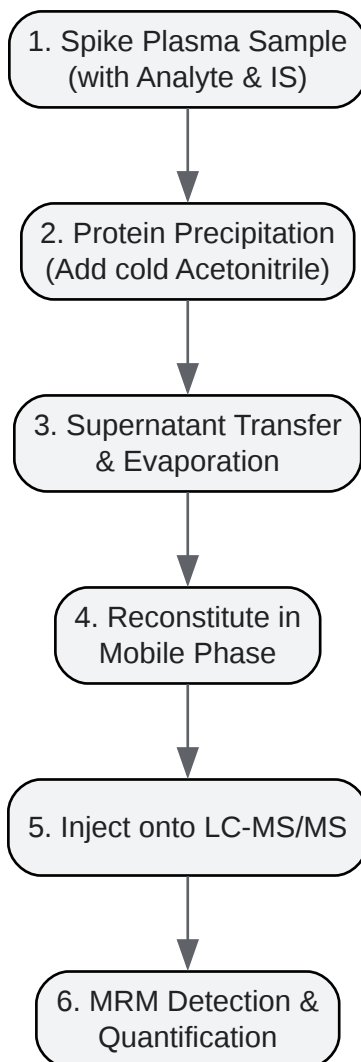 1. Spike Plasma Sample
(with Analyte & IS)
2. Protein Precipitation
(Add cold Acetonitrile)
3. Supernatant Transfer
& Evaporation
4. Reconstitute in
Mobile Phase
5. Inject onto LC-MS/MS
6. MRM Detection &
Quantification